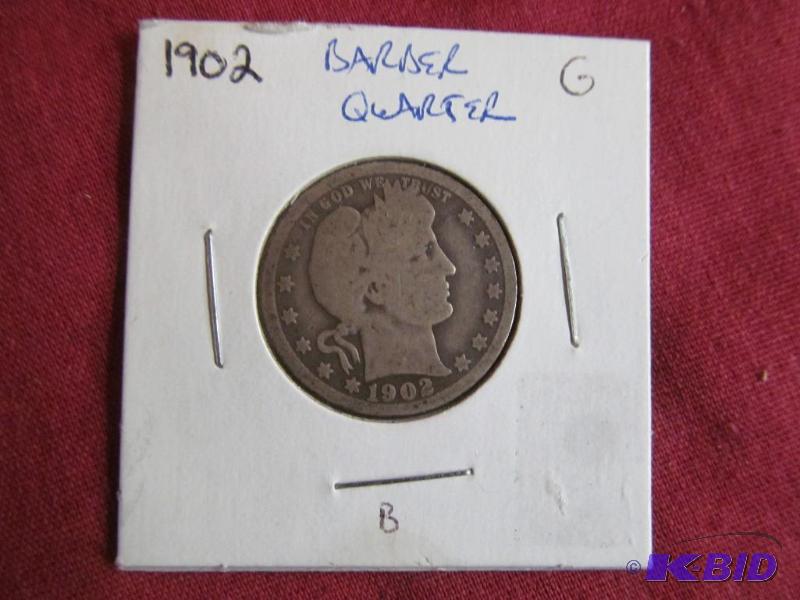 1902 BARBER G
QUARTER
IN GOD WE TRUST
1902
B
© K-BID